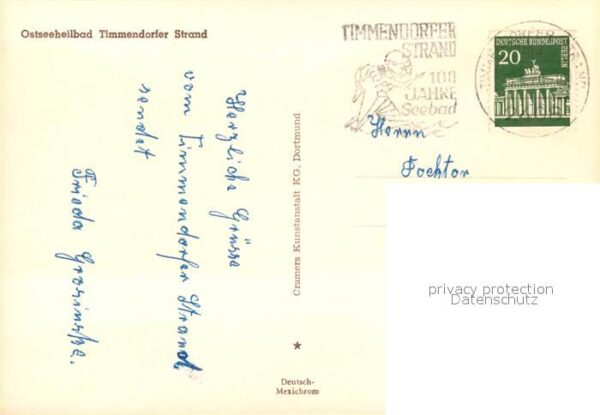 Ostseeheilbad Timmendorfer Strand
TIMMENDORFER
STRAND
100
JAHRE
Seebad
DEUTSCHE BUNDESPOST
BERLIN
20
Herrn
Herzliche Grüsse
vom Timmendorfer Strand
sendet
Frieda
Cramers Kunstanstalt KG, Dortmund
Deutsch-
Mexichrom
privacy protection
Datenschutz